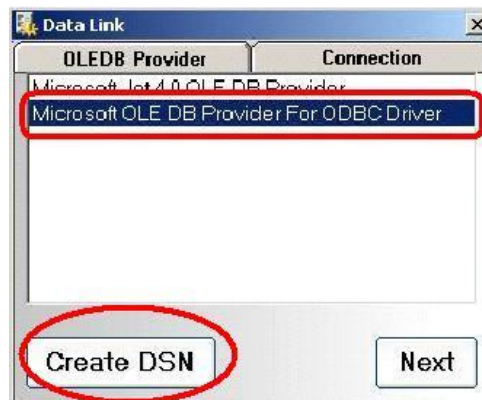 Data Link
OLEDB Provider
Connection
Microsoft Jet 4.0 OLE DB Provider
Microsoft OLE DB Provider For ODBC Driver
Create DSN
Next